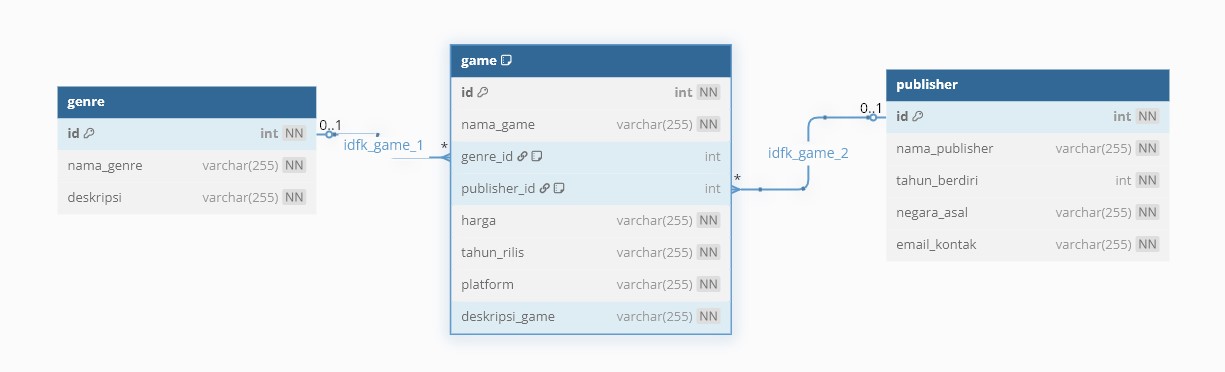 genre
id int NN
nama_genre varchar(255) NN
deskripsi varchar(255) NN
0..1
idfk_game_1
*
game
id int NN
nama_game varchar(255) NN
genre_id int
publisher_id int
harga varchar(255) NN
tahun_rilis varchar(255) NN
platform varchar(255) NN
deskripsi_game varchar(255) NN
*
idfk_game_2
0..1
publisher
id int NN
nama_publisher varchar(255) NN
tahun_berdiri int NN
negara_asal varchar(255) NN
email_kontak varchar(255) NN